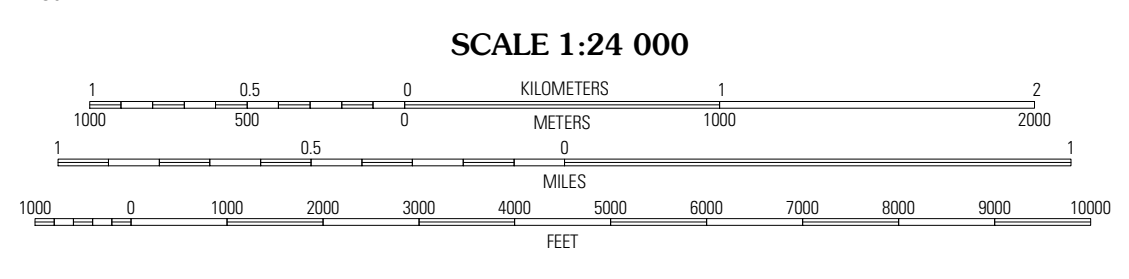 SCALE 1:24 000
1 0.5 0 KILOMETERS 1 2
1000 500 0 METERS 1000 2000
1 0.5 0 1
MILES
1000 0 1000 2000 3000 4000 5000 6000 7000 8000 9000 10000
FEET